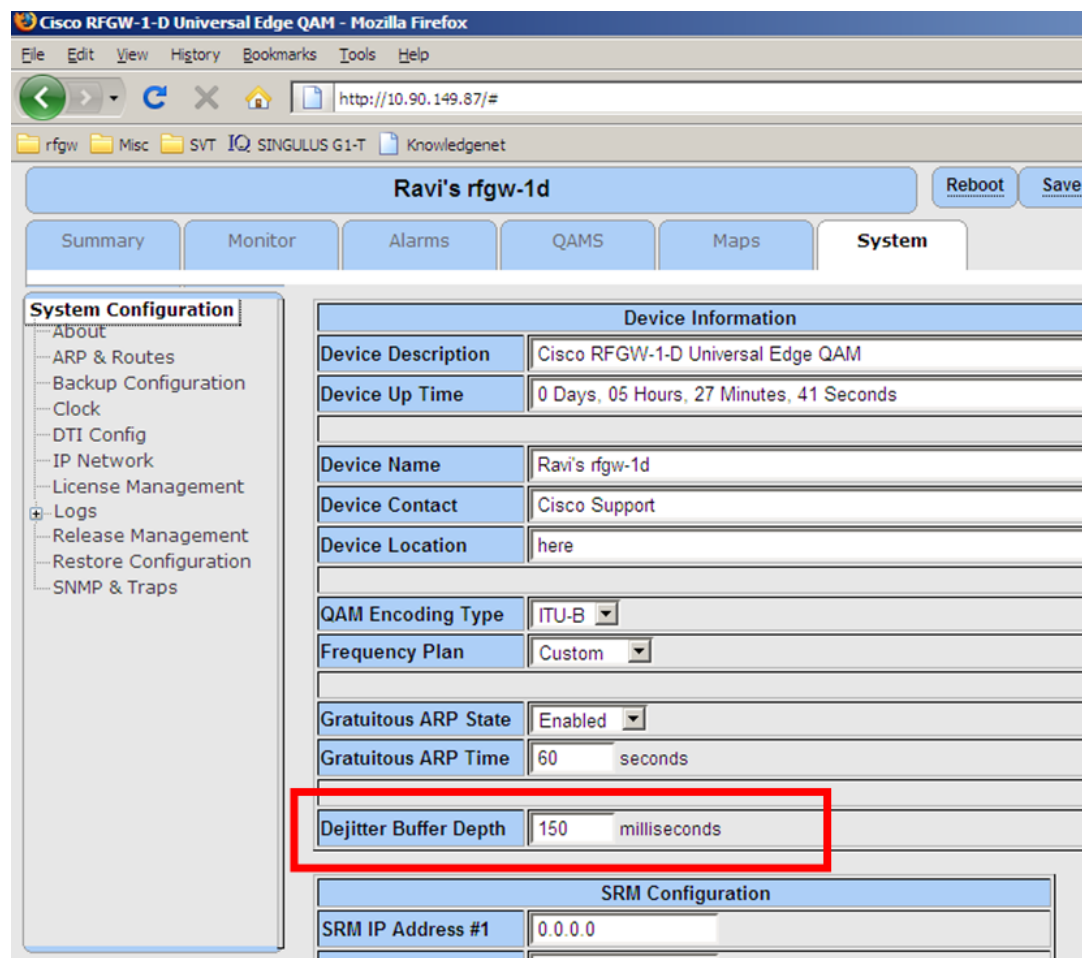 Cisco RFGW-1-D Universal Edge QAM - Mozilla Firefox
File Edit View History Bookmarks Tools Help
http://10.90.149.87/#
rfgw Misc SVT IQ SINGULUS G1-T Knowledgenet
Ravi's rfgw-1d Reboot Save
Summary Monitor Alarms QAMS Maps System
System Configuration
About
ARP & Routes
Backup Configuration
Clock
DTI Config
IP Network
License Management
Logs
Release Management
Restore Configuration
SNMP & Traps
Device Information
Device Description Cisco RFGW-1-D Universal Edge QAM
Device Up Time 0 Days, 05 Hours, 27 Minutes, 41 Seconds
Device Name Ravi's rfgw-1d
Device Contact Cisco Support
Device Location here
QAM Encoding Type ITU-B
Frequency Plan Custom
Gratuitous ARP State Enabled
Gratuitous ARP Time 60 seconds
Dejitter Buffer Depth 150 milliseconds
SRM Configuration
SRM IP Address #1 0.0.0.0